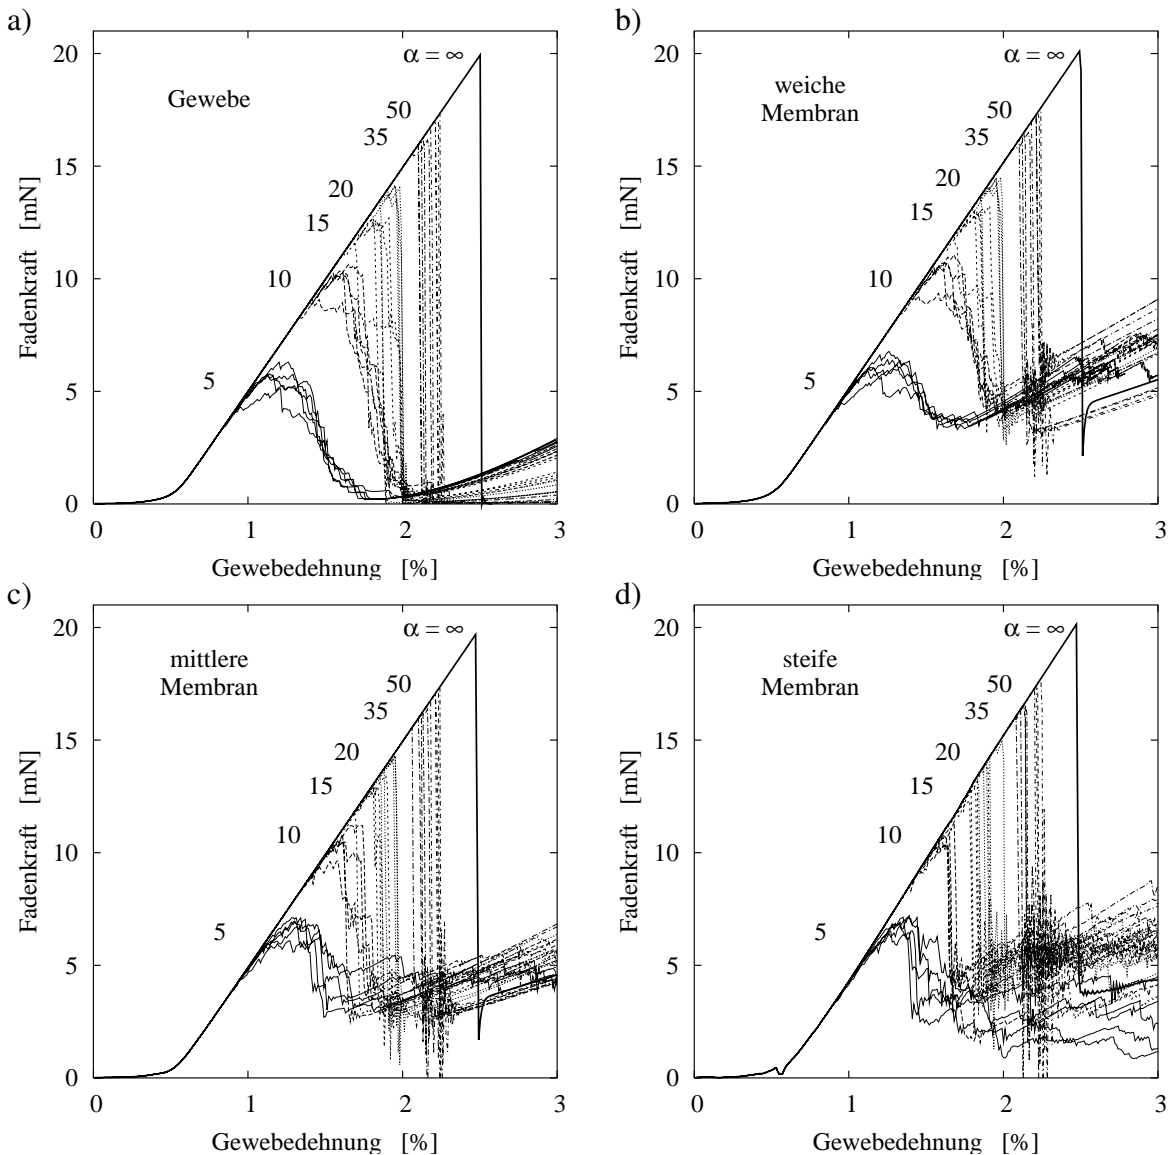 a)
20
15
10
5
0
0
1
2
3
Fadenkraft [mN]
Gewebedehnung [%]
Gewebe
α = ∞
50
35
20
15
10
5
b)
20
15
10
5
0
0
1
2
3
Fadenkraft [mN]
Gewebedehnung [%]
weiche
Membran
α = ∞
50
35
20
15
10
5
c)
20
15
10
5
0
0
1
2
3
Fadenkraft [mN]
Gewebedehnung [%]
mittlere
Membran
α = ∞
50
35
20
15
10
5
d)
20
15
10
5
0
0
1
2
3
Fadenkraft [mN]
Gewebedehnung [%]
steife
Membran
α = ∞
50
35
20
15
10
5